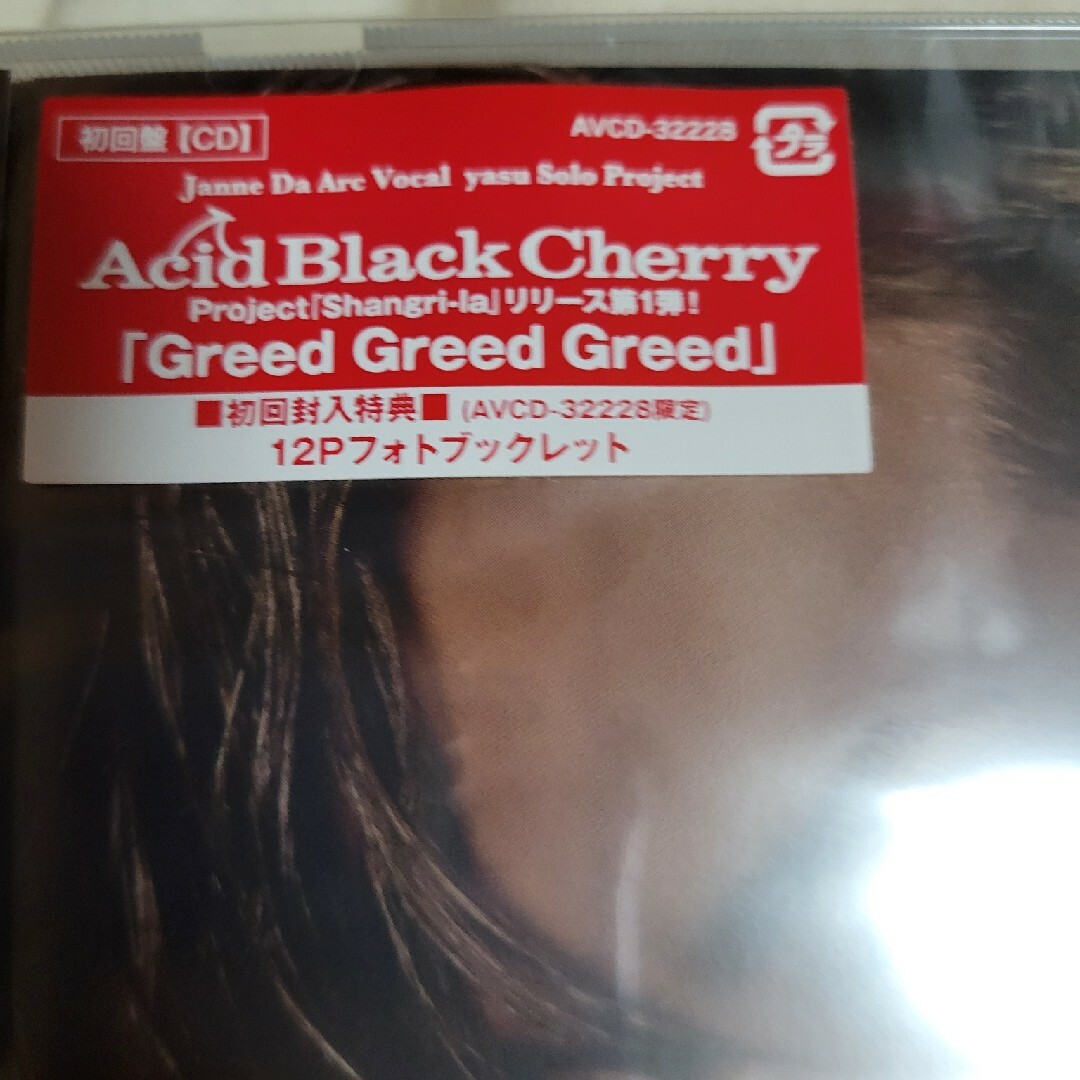 初回盤【CD】
AVCD-32228
プラ
Janne Da Arc Vocal yasu Solo Project
Acid Black Cherry
Project『Shangri-la』リリース第1弾!
「Greed Greed Greed」
■初回封入特典■ (AVCD-32228限定)
12Pフォトブックレット